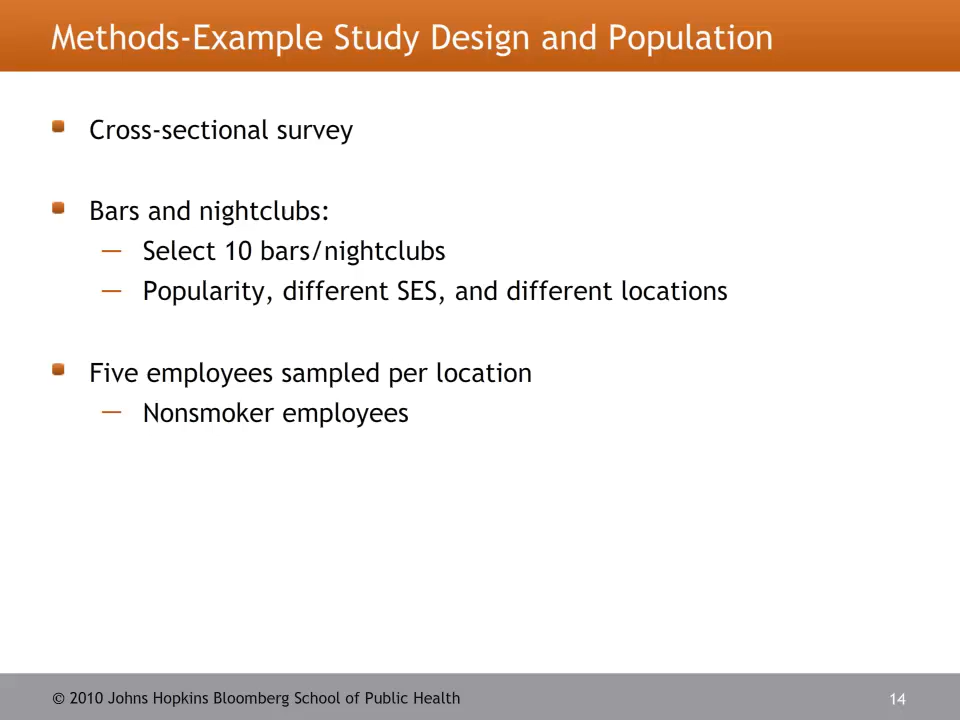 Methods-Example Study Design and Population
Cross-sectional survey
Bars and nightclubs:
— Select 10 bars/nightclubs
— Popularity, different SES, and different locations
Five employees sampled per location
— Nonsmoker employees
© 2010 Johns Hopkins Bloomberg School of Public Health
14